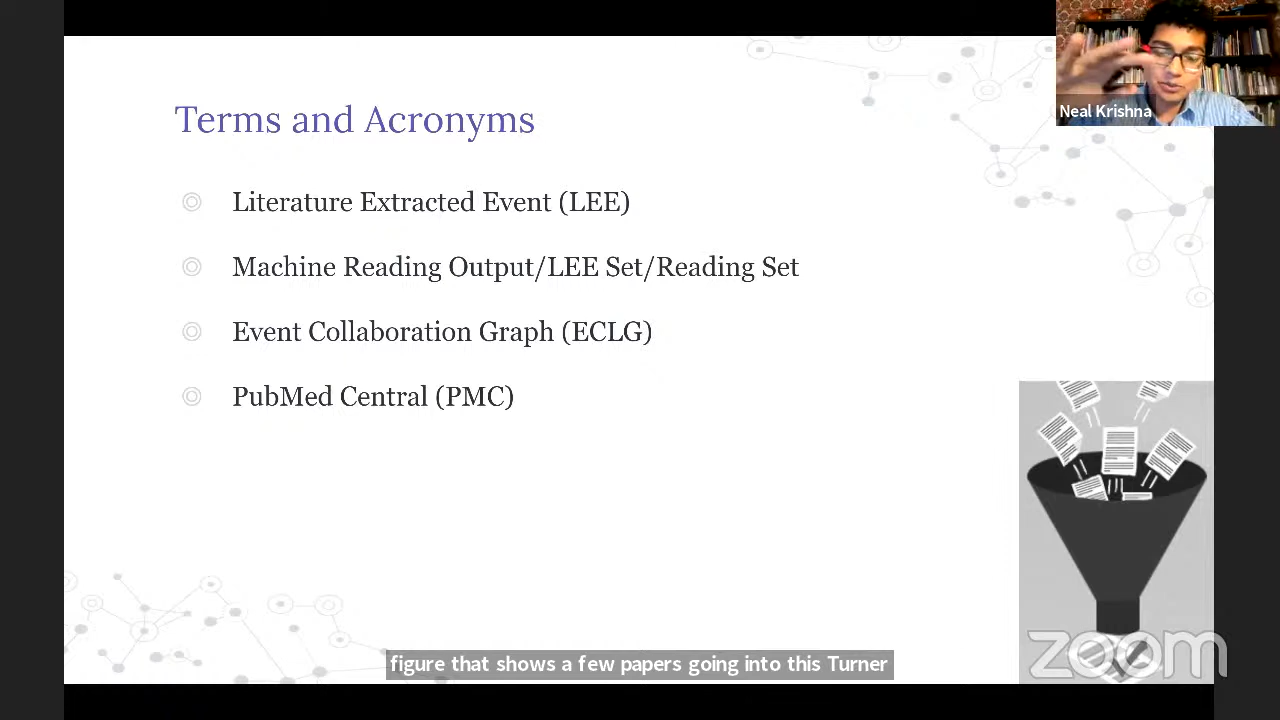 Neal Krishna
Terms and Acronyms
Literature Extracted Event (LEE)
Machine Reading Output/LEE Set/Reading Set
Event Collaboration Graph (ECLG)
PubMed Central (PMC)
figure that shows a few papers going into this Turner
zoom